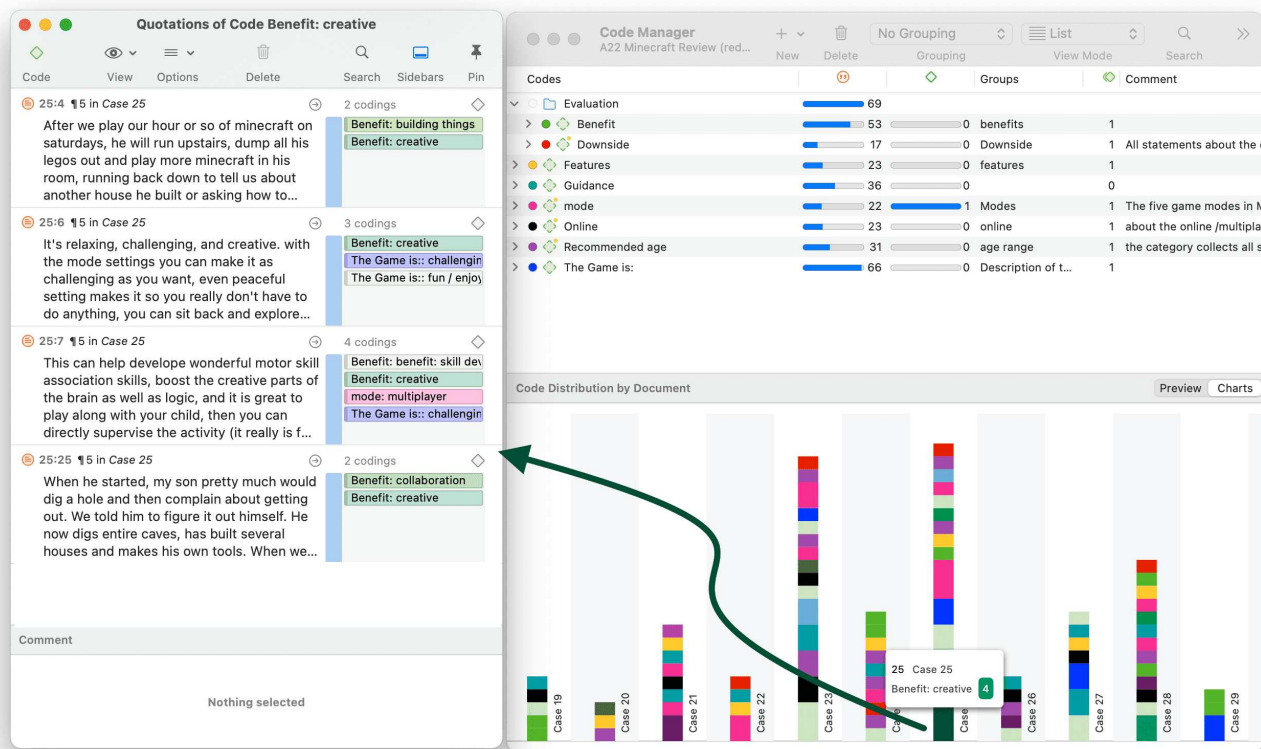 Quotations of Code Benefit: creative
Code
View
Options
Delete
Search
Sidebars
Pin
25:4 ¶5 in Case 25
2 codings
After we play our hour or so of minecraft on
saturdays, he will run upstairs, dump all his
legos out and play more minecraft in his
room, running back down to tell us about
another house he built or asking how to...
Benefit: building things
Benefit: creative
25:6 ¶5 in Case 25
3 codings
It's relaxing, challenging, and creative. with
the mode settings you can make it as
challenging as you want, even peaceful
setting makes it so you really don't have to
do anything, you can sit back and explore...
Benefit: creative
The Game is:: challengin
The Game is:: fun / enjoy
25:7 ¶5 in Case 25
4 codings
This can help develope wonderful motor skill
association skills, boost the creative parts of
the brain as well as logic, and it is great to
play along with your child, then you can
directly supervise the activity (it really is f...
Benefit: benefit: skill dev
Benefit: creative
mode: multiplayer
The Game is:: challengin
25:25 ¶5 in Case 25
2 codings
When he started, my son pretty much would
dig a hole and then complain about getting
out. We told him to figure it out himself. He
now digs entire caves, has built several
houses and makes his own tools. When we...
Benefit: collaboration
Benefit: creative
Comment
Nothing selected
Code Manager
A22 Minecraft Review (red...
New
Delete
No Grouping
Grouping
List
View Mode
Search
Codes
Groups
Comment
Evaluation 69
Benefit 53 0 benefits 1
Downside 17 0 Downside 1 All statements about the
Features 23 0 features 1
Guidance 36 0 0
mode 22 1 Modes 1 The five game modes in M
Online 23 0 online 1 about the online /multipla
Recommended age 31 0 age range 1 the category collects all s
The Game is: 66 0 Description of t... 1
Code Distribution by Document
Preview
Charts
25 Case 25
Benefit: creative 4
Case 19
Case 20
Case 21
Case 22
Case 23
Case
Case
Case 26
Case 27
Case 28
Case 29